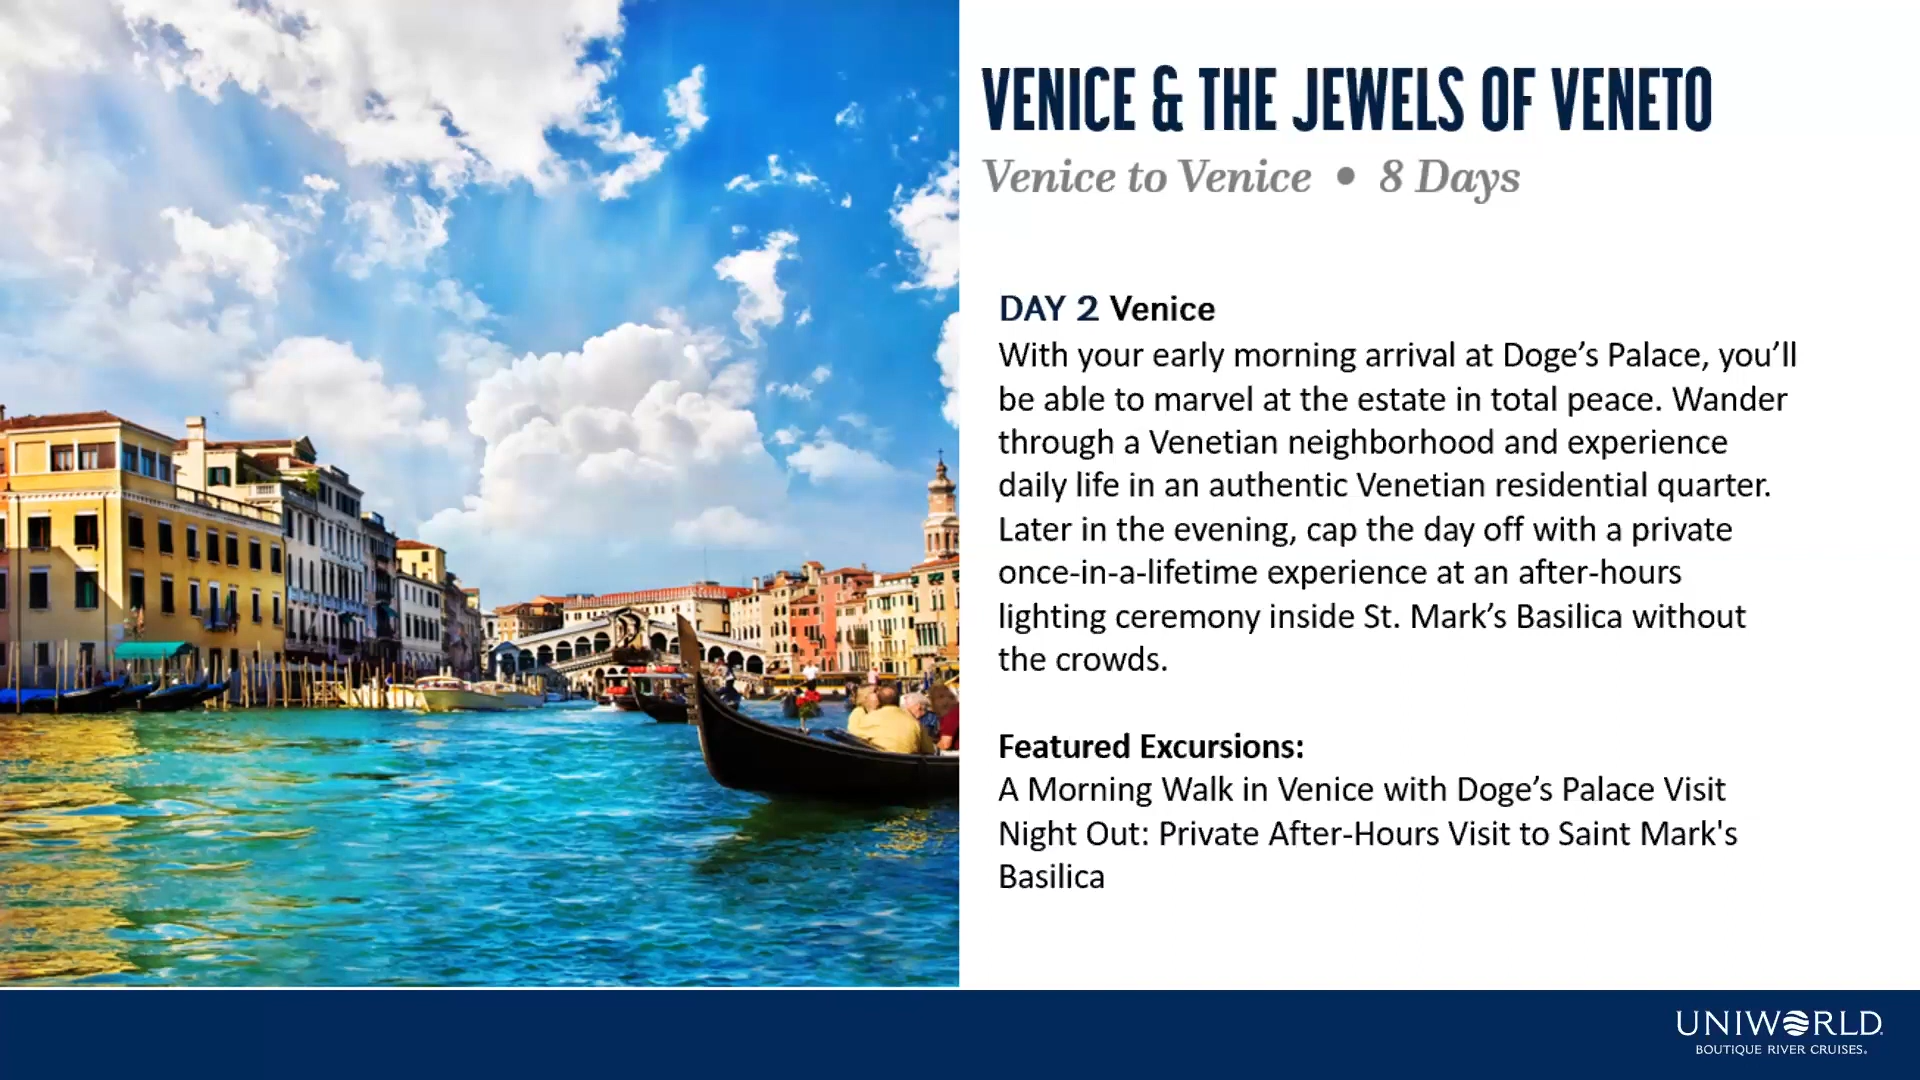 VENICE & THE JEWELS OF VENETO
Venice to Venice • 8 Days
DAY 2 Venice
With your early morning arrival at Doge’s Palace, you’ll
be able to marvel at the estate in total peace. Wander
through a Venetian neighborhood and experience
daily life in an authentic Venetian residential quarter.
Later in the evening, cap the day off with a private
once-in-a-lifetime experience at an after-hours
lighting ceremony inside St. Mark’s Basilica without
the crowds.
Featured Excursions:
A Morning Walk in Venice with Doge’s Palace Visit
Night Out: Private After-Hours Visit to Saint Mark's
Basilica
UNIWORLD
BOUTIQUE RIVER CRUISES.